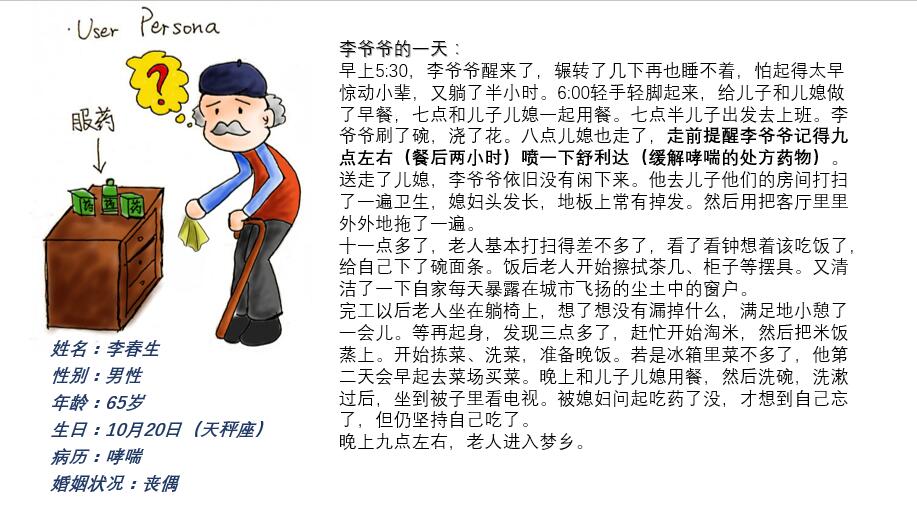 ·User Persona
服药
药
药
药
姓名：李春生
性别：男性
年龄：65岁
生日：10月20日（天秤座）
病历：哮喘
婚姻状况：丧偶
李爷爷的一天：
早上5:30，李爷爷醒来了，辗转了几下再也睡不着，怕起得太早
惊动小辈，又躺了半小时。6:00轻手轻脚起来，给儿子和儿媳做
了早餐，七点和儿子儿媳一起用餐。七点半儿子出发去上班。李
爷爷刷了碗，浇了花。八点儿媳也走了，走前提醒李爷爷记得九
点左右（餐后两小时）喷一下舒利达（缓解哮喘的处方药物）。
送走了儿媳，李爷爷依旧没有闲下来。他去儿子他们的房间打扫
了一遍卫生，媳妇头发长，地板上常有掉发。然后用把客厅里里
外外地拖了一遍。
十一点多了，老人基本打扫得差不多了，看了看钟想着该吃饭了，
给自己下了碗面条。饭后老人开始擦拭茶几、柜子等摆具。又清
洁了一下自家每天暴露在城市飞扬的尘土中的窗户。
完工以后老人坐在躺椅上，想了想没有漏掉什么，满足地小憩了
一会儿。等再起身，发现三点多了，赶忙开始淘米，然后把米饭
蒸上。开始拣菜、洗菜，准备晚饭。若是冰箱里菜不多了，他第
二天会早起去菜场买菜。晚上和儿子儿媳用餐，然后洗碗，洗漱
过后，坐到被子里看电视。被媳妇问起吃药了没，才想到自己忘
了，但仍坚持自己吃了。
晚上九点左右，老人进入梦乡。